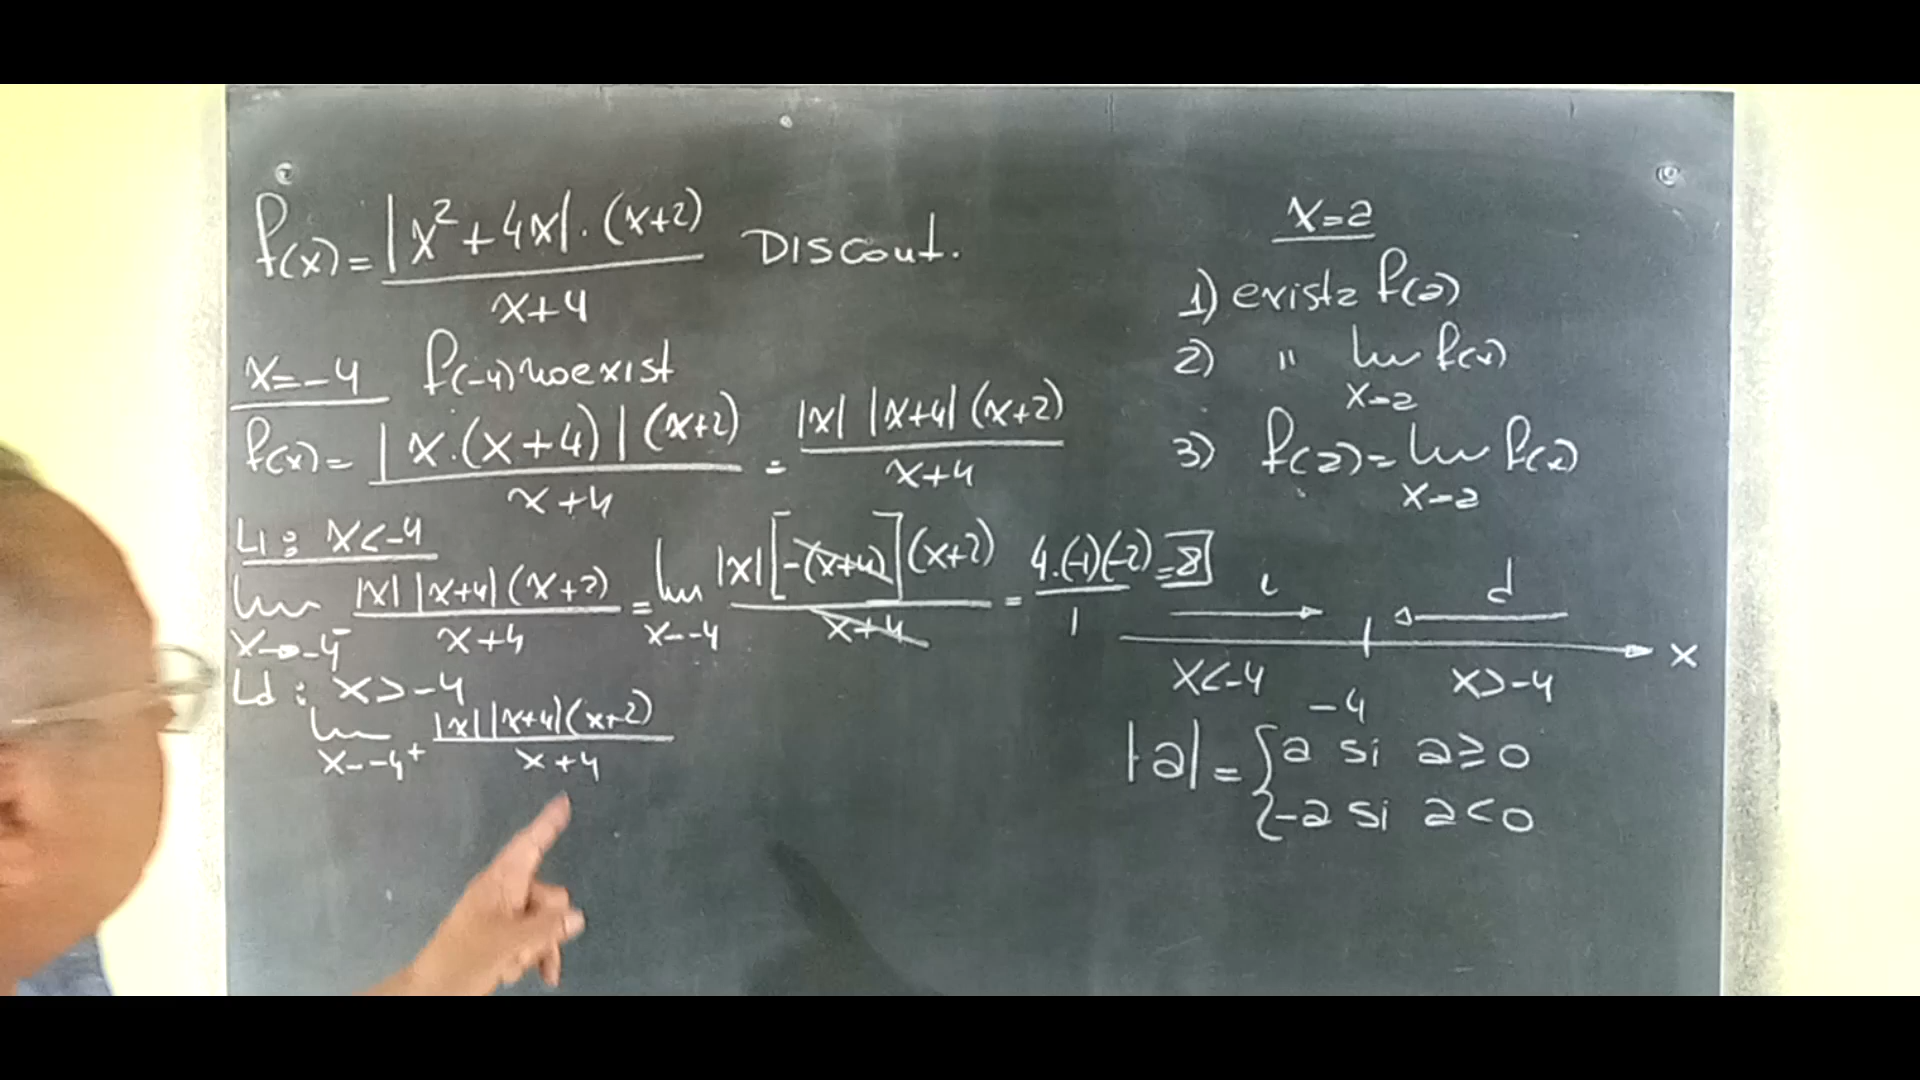 f(x) = |x² + 4x| · (x+2) / x+4 Discont.
x = -4 f(-4) no exist
f(x) = |x·(x+4)|(x+2) / x+4 = |x| |x+4| (x+2) / x+4
Li: x < -4
lim x→-4⁻ |x| |x+4| (x+2) / x+4 = lim x→-4 |x| [-(x+4)] (x+2) / x+4 = 4·(-1)(-2) / 1 = 8
Ld: x > -4
lim x→-4⁺ |x| |x+4| (x+2) / x+4
x = 2
1) existe f(2)
2) " lim x→2 f(x)
3) f(2) = lim x→2 f(x)
i d
x < -4 -4 x > -4 x
|a| = { a si a ≥ 0
{ -a si a < 0